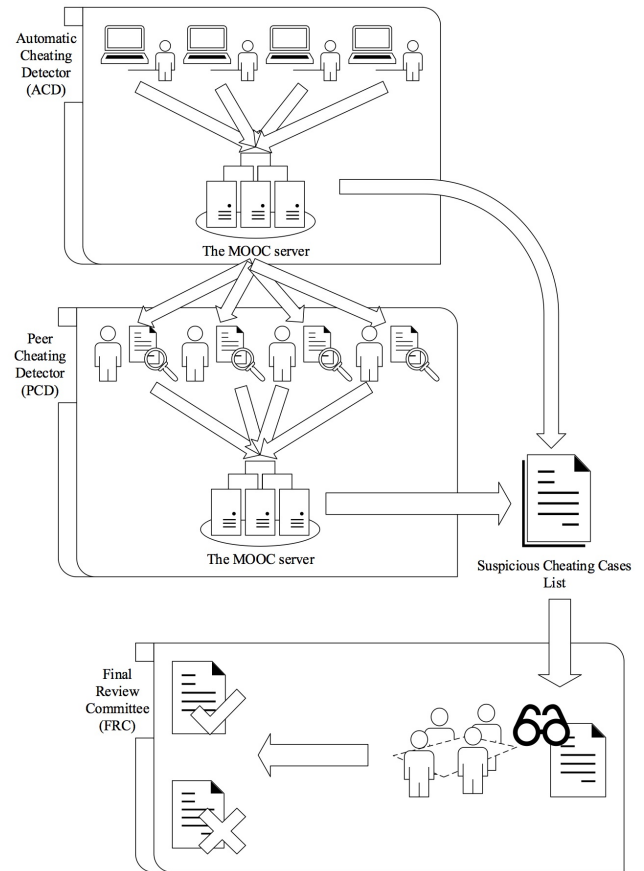 Automatic
Cheating
Detector
(ACD)
The MOOC server
Peer
Cheating
Detector
(PCD)
The MOOC server
Suspicious Cheating Cases
List
Final
Review
Committee
(FRC)